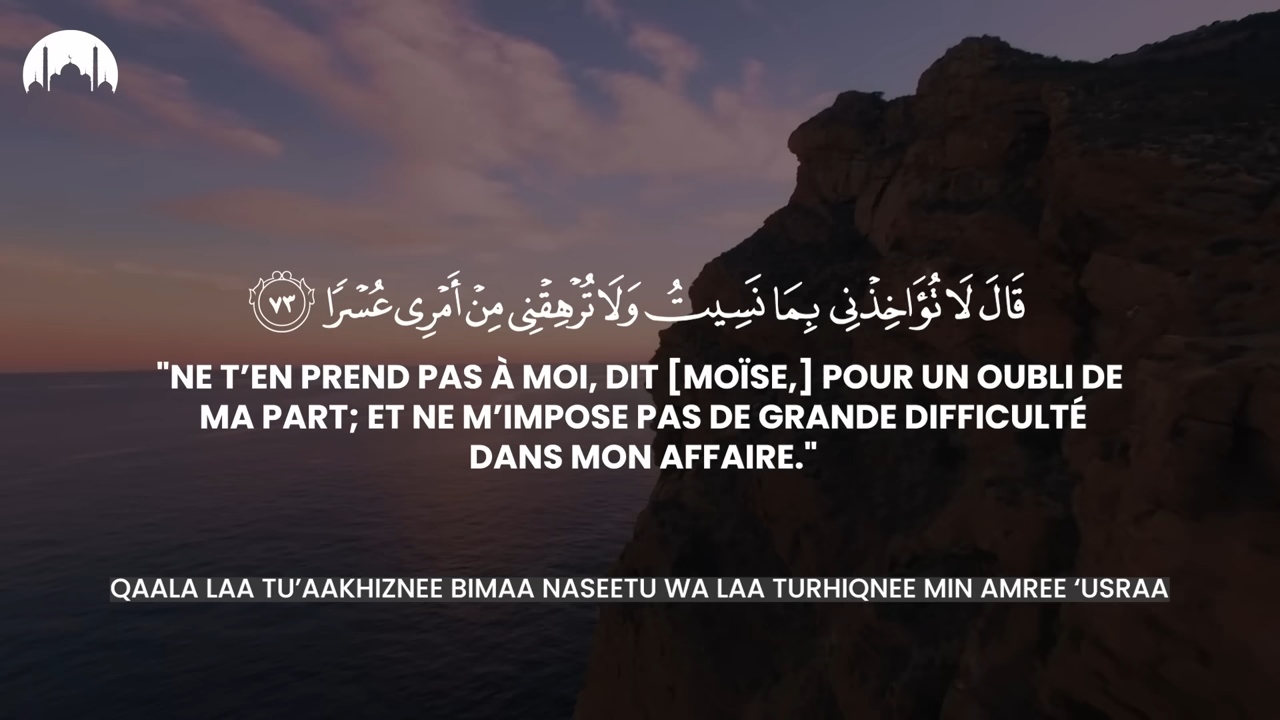 قَالَ لَا تُؤَاخِذْنِى بِمَا نَسِيتُ وَلَا تُرْهِقْنِى مِنْ أَمْرِى عُسْرًا ٧٣
"NE T’EN PREND PAS À MOI, DIT [MOÏSE,] POUR UN OUBLI DE
MA PART; ET NE M’IMPOSE PAS DE GRANDE DIFFICULTÉ
DANS MON AFFAIRE."
QAALA LAA TU’AAKHIZNEE BIMAA NASEETU WA LAA TURHIQNEE MIN AMREE ‘USRAA